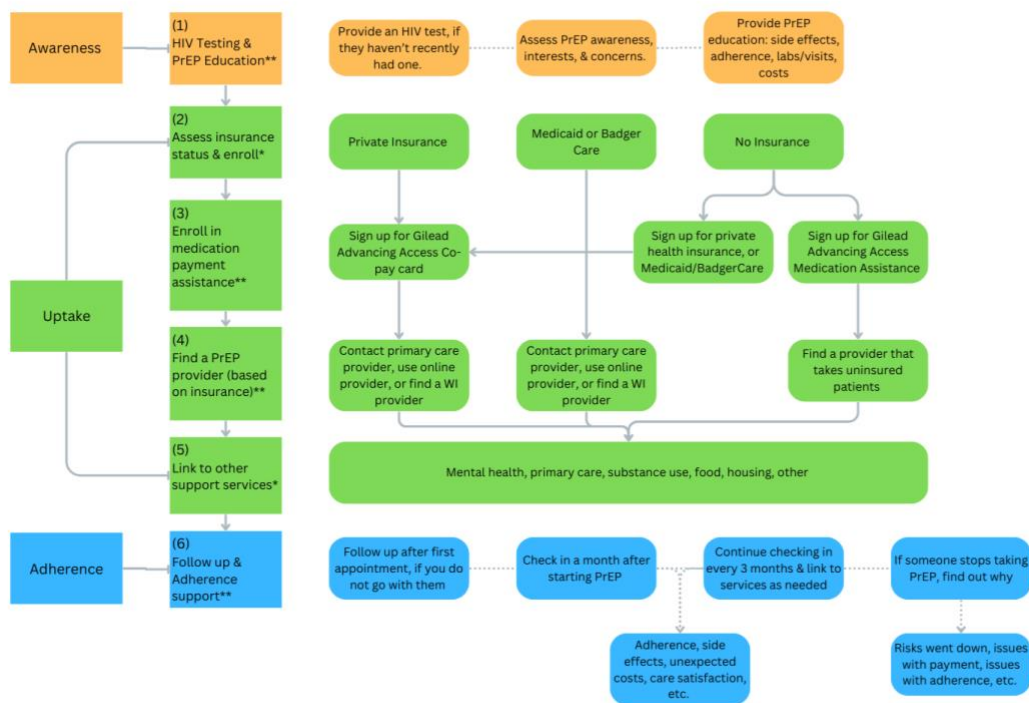 Awareness
(1)
HIV Testing &
PrEP Education**
Provide an HIV test, if
they haven't recently
had one.
Assess PrEP awareness,
interests, & concerns.
Provide PrEP
education: side effects,
adherence, labs/visits,
costs
Uptake
(2)
Assess insurance
status & enroll*
Private Insurance
Medicaid or Badger
Care
No Insurance
(3)
Enroll in
medication
payment
assistance**
Sign up for Gilead
Advancing Access Co-
pay card
Sign up for private
health insurance, or
Medicaid/BadgerCare
Sign up for Gilead
Advancing Access
Medication Assistance
(4)
Find a PrEP
provider (based
on insurance)**
Contact primary care
provider, use online
provider, or find a WI
provider
Contact primary care
provider, use online
provider, or find a WI
provider
Find a provider that
takes uninsured
patients
(5)
Link to other
support services*
Mental health, primary care, substance use, food, housing, other
Adherence
(6)
Follow up &
Adherence
support**
Follow up after first
appointment, if you do
not go with them
Check in a month after
starting PrEP
Continue checking in
every 3 months & link to
services as needed
If someone stops taking
PrEP, find out why
Adherence, side
effects, unexpected
costs, care satisfaction,
etc.
Risks went down, issues
with payment, issues
with adherence, etc.